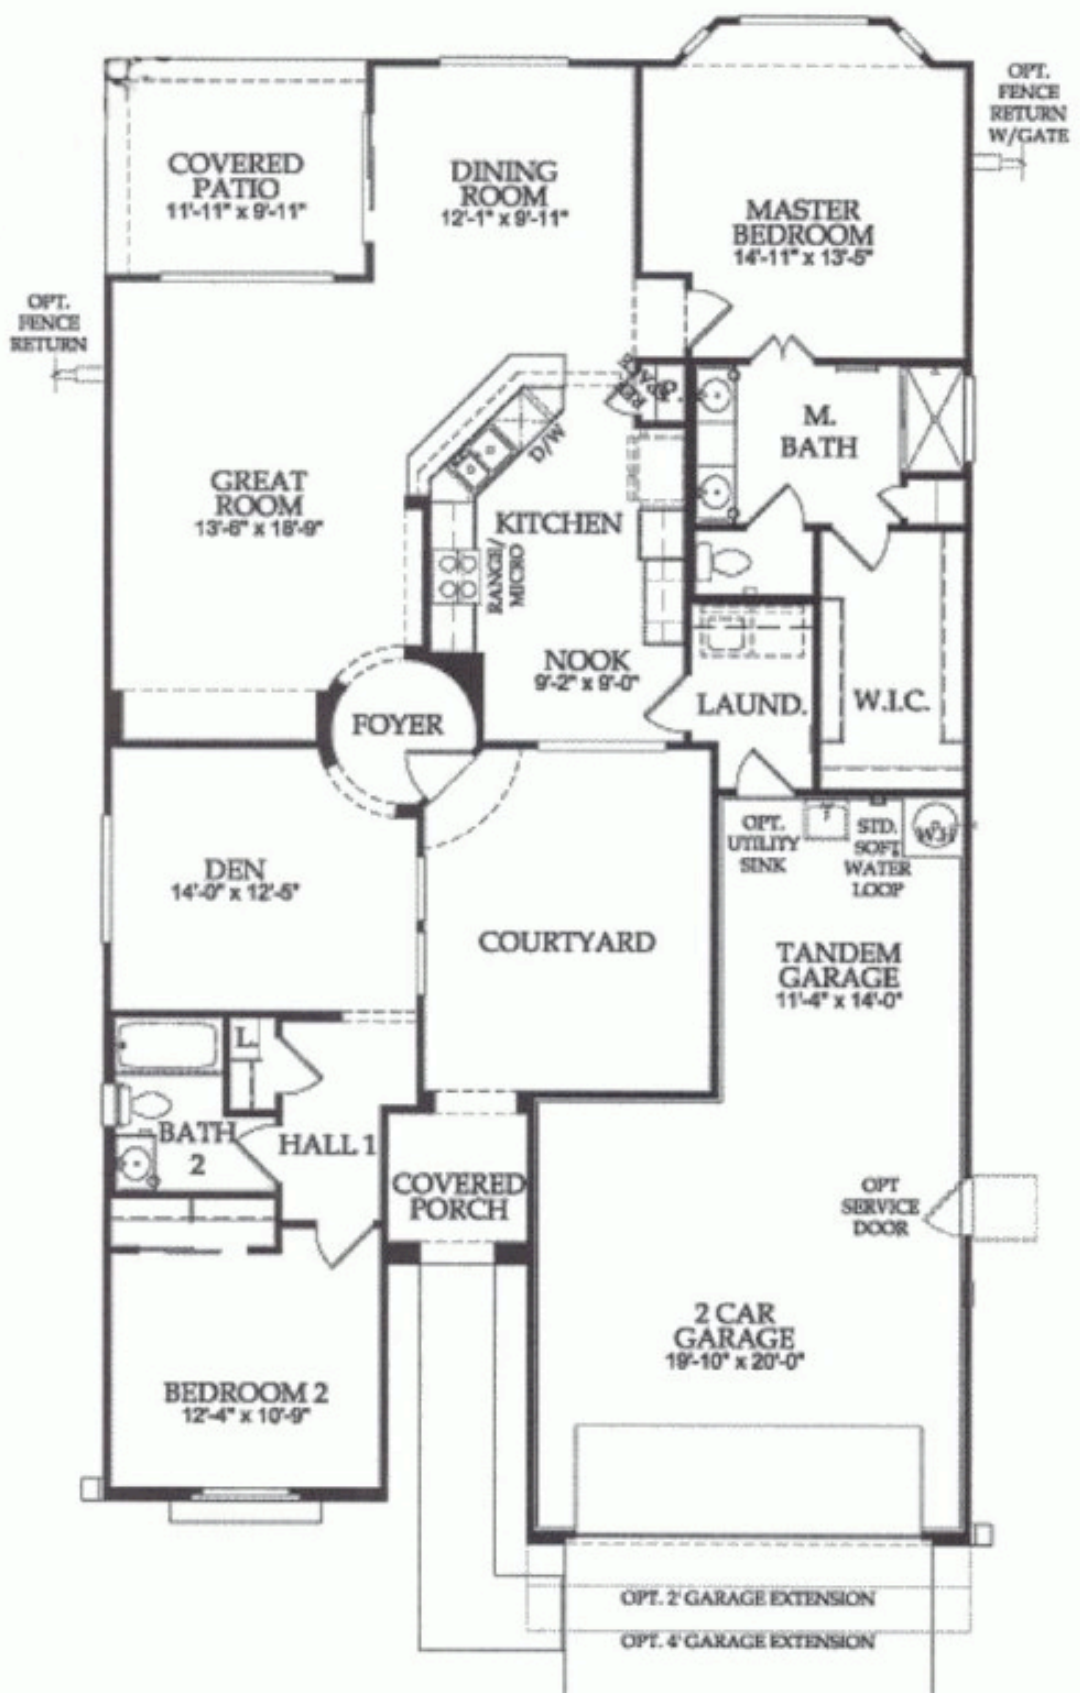 OPT.
FENCE
RETURN
W/GATE
COVERED
PATIO
11'-11" x 9'-11"
DINING
ROOM
12'-1" x 9'-11"
MASTER
BEDROOM
14'-11" x 13'-5"
OPT.
FENCE
RETURN
REF.
SPACE
P.
M.
BATH
D/W
GREAT
ROOM
13'-6" x 18'-9"
KITCHEN
RANGE/
MICRO
NOOK
9'-2" x 9'-0"
LAUND.
W.I.C.
FOYER
OPT.
UTILITY
SINK
STD.
SOFT
WATER
LOOP
W.H
DEN
14'-0" x 12'-5"
COURTYARD
TANDEM
GARAGE
11'-4" x 14'-0"
L.
BATH
2
HALL 1
COVERED
PORCH
OPT
SERVICE
DOOR
2 CAR
GARAGE
19'-10" x 20'-0"
BEDROOM 2
12'-4" x 10'-9"
OPT. 2' GARAGE EXTENSION
OPT. 4' GARAGE EXTENSION